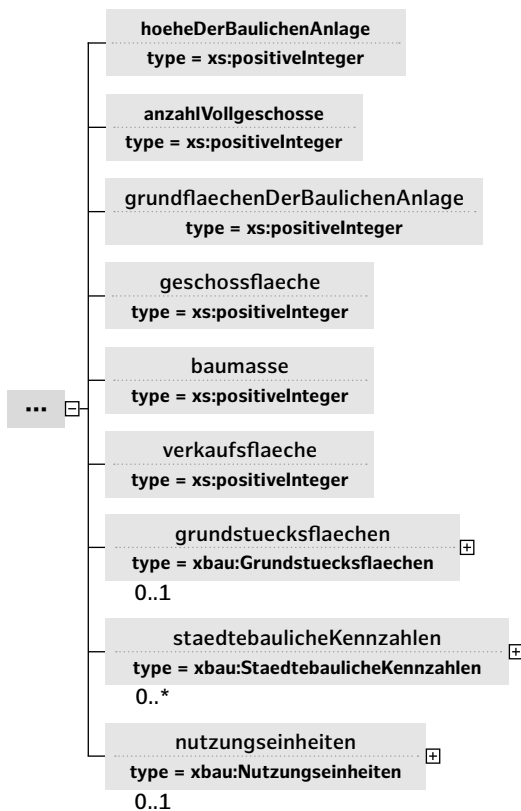 hoeheDerBaulichenAnlage
type = xs:positiveInteger
anzahlVollgeschosse
type = xs:positiveInteger
grundflaechenDerBaulichenAnlage
type = xs:positiveInteger
geschossflaeche
type = xs:positiveInteger
baumasse
type = xs:positiveInteger
...
verkaufsflaeche
type = xs:positiveInteger
grundstuecksflaechen
type = xbau:Grundstuecksflaechen
0..1
staedtebaulicheKennzahlen
type = xbau:StaedtebaulicheKennzahlen
0..*
nutzungseinheiten
type = xbau:Nutzungseinheiten
0..1